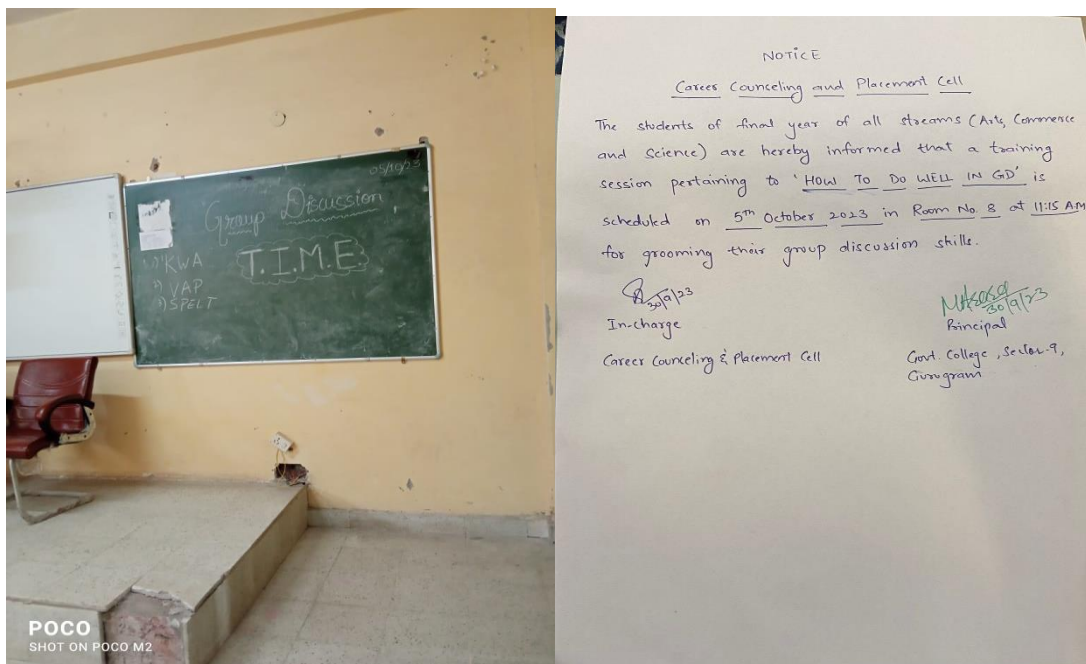 05/10/23
Group Discussion
T.I.M.E.
1) KWA
2) VAP
3) SPELT
POCO
SHOT ON POCO M2
NOTICE
Career Counseling and Placement Cell
The students of final year of all streams (Arts, Commerce
and Science) are hereby informed that a training
session pertaining to 'HOW TO DO WELL IN GD' is
scheduled on 5th October 2023 in Room No. 8 at 11:15 AM
for grooming their group discussion skills.
30/9/23
In-charge
Career Counceling & Placement Cell
30/9/23
Principal
Govt. College, Sector-9,
Gurugram